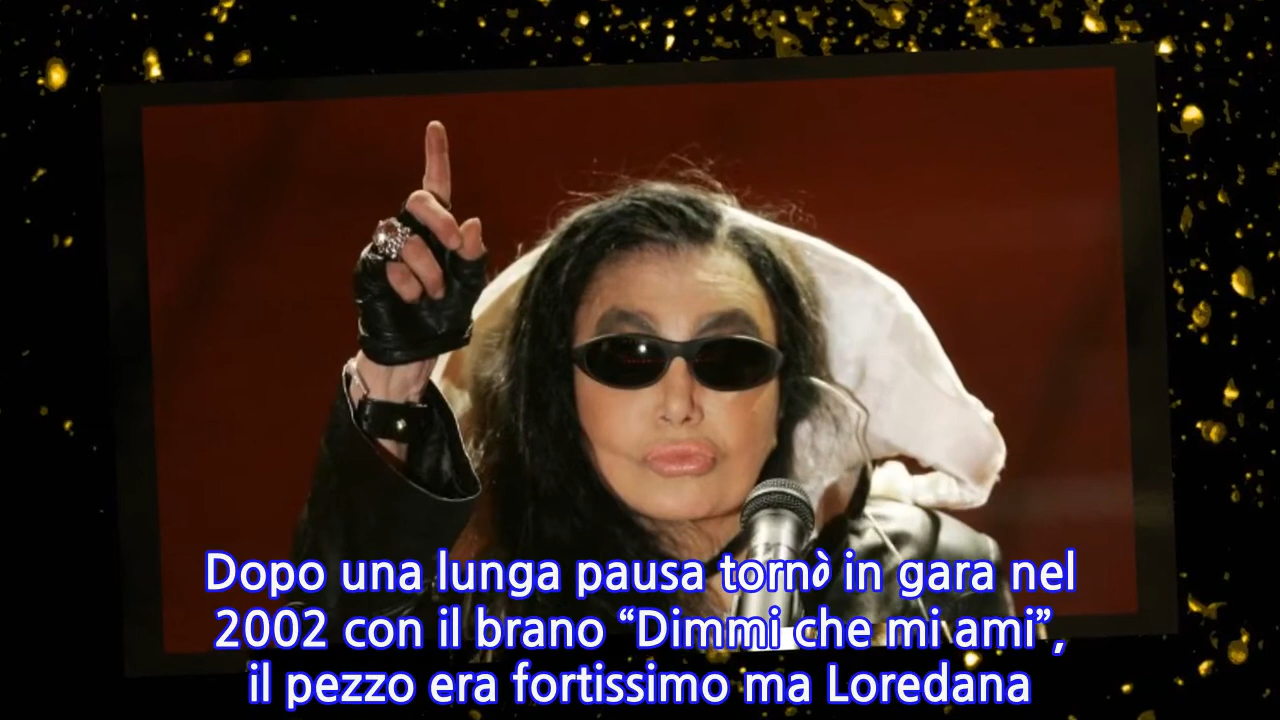 Dopo una lunga pausa tornò in gara nel
2002 con il brano “Dimmi che mi ami”,
il pezzo era fortissimo ma Loredana